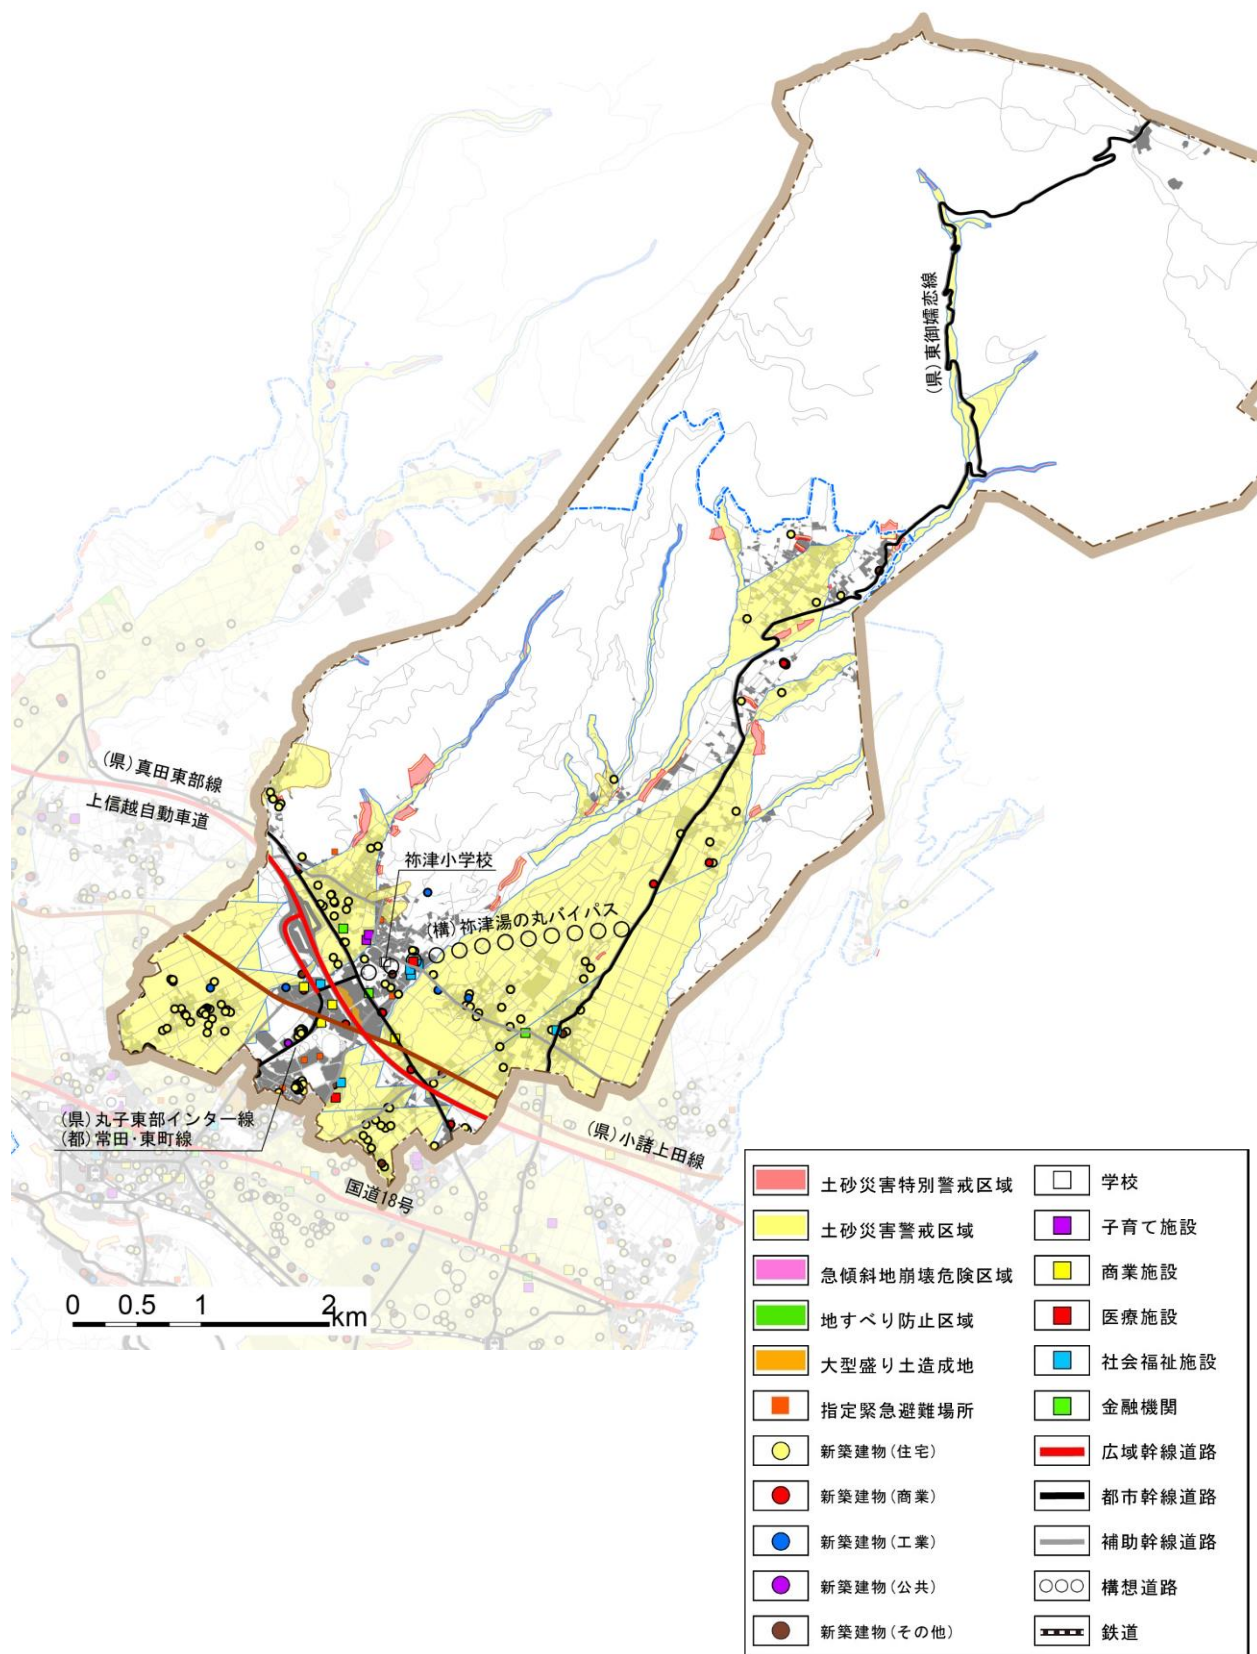 (県)東御嬬恋線
(県)真田東部線
上信越自動車道
祢津小学校
(構)祢津湯の丸バイパス
(県)丸子東部インター線
(都)常田・東町線
(県)小諸上田線
国道18号
0 0.5 1 2
km
土砂災害特別警戒区域
土砂災害警戒区域
急傾斜地崩壊危険区域
地すべり防止区域
大型盛り土造成地
指定緊急避難場所
新築建物(住宅)
新築建物(商業)
新築建物(工業)
新築建物(公共)
新築建物(その他)
学校
子育て施設
商業施設
医療施設
社会福祉施設
金融機関
広域幹線道路
都市幹線道路
補助幹線道路
構想道路
鉄道